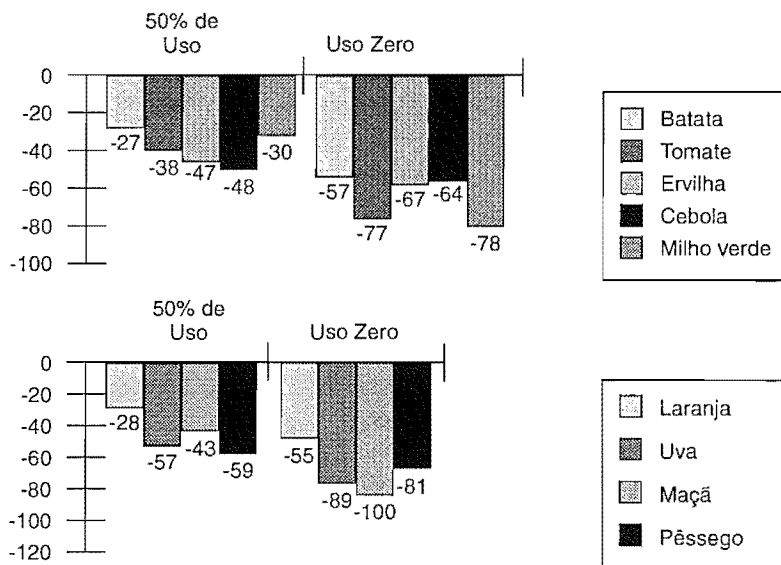 50% de
Uso
Uso Zero
0
-20
-40
-60
-80
-100
-27
-38
-47
-48
-30
-57
-77
-67
-64
-78
Batata
Tomate
Ervilha
Cebola
Milho verde
50% de
Uso
Uso Zero
0
-20
-40
-60
-80
-100
-120
-28
-57
-43
-59
-55
-89
-100
-81
Laranja
Uva
Maçã
Pêssego